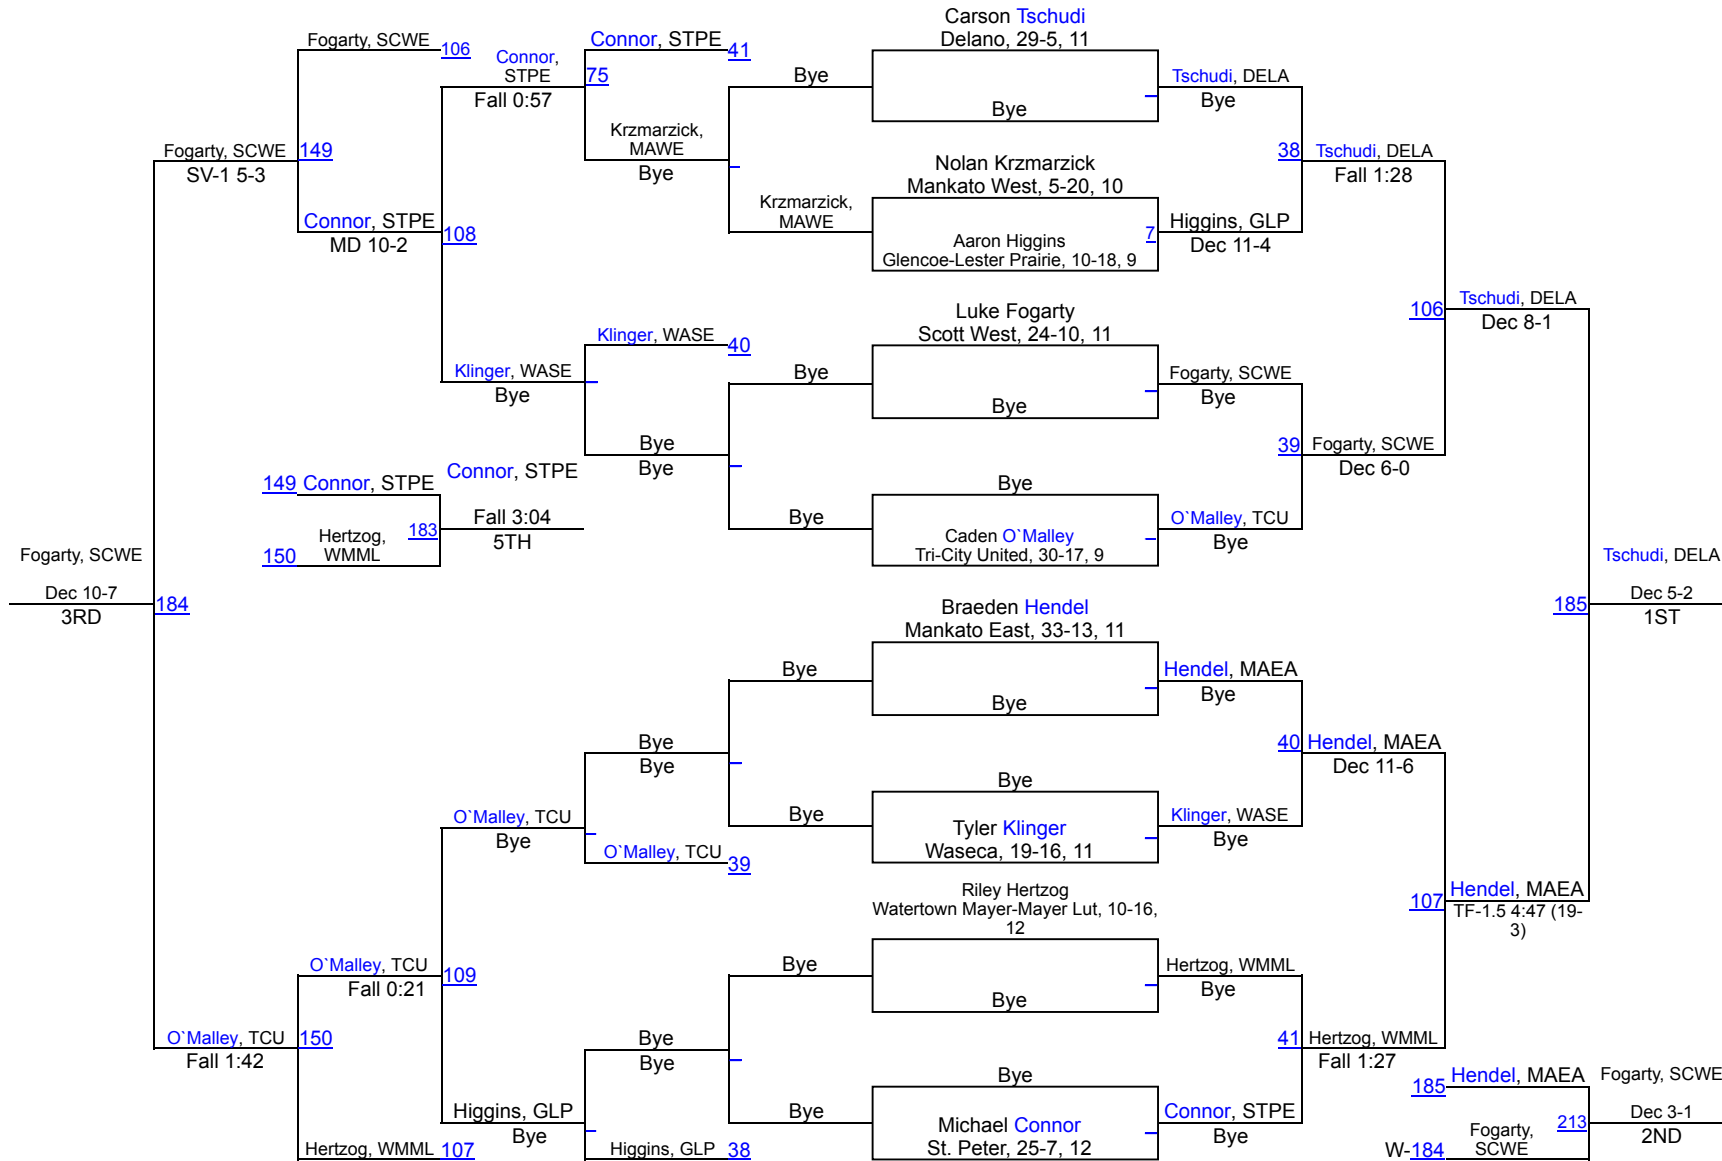 Carson Tschudi
Delano, 29-5, 11
Fogarty, SCWE
106
Connor,
STPE
Fall 0:57
Connor, STPE
41
75
Bye
Bye
Tschudi, DELA
Bye
Krzmarzick,
MAWE
Bye
Fogarty, SCWE
SV-1 5-3
149
Nolan Krzmarzick
Mankato West, 5-20, 10
38
Tschudi, DELA
Fall 1:28
Connor, STPE
MD 10-2
108
Krzmarzick,
MAWE
Aaron Higgins
Glencoe-Lester Prairie, 10-18, 9
7
Higgins, GLP
Dec 11-4
Luke Fogarty
Scott West, 24-10, 11
106
Tschudi, DELA
Dec 8-1
Klinger, WASE
40
Klinger, WASE
Bye
Bye
Bye
Fogarty, SCWE
Bye
Bye
Bye
39
Fogarty, SCWE
Dec 6-0
149
Connor, STPE
Connor, STPE
Bye
150
Hertzog,
WMML
183
Fall 3:04
5TH
Bye
Caden O`Malley
Tri-City United, 30-17, 9
O`Malley, TCU
Bye
Fogarty, SCWE
Dec 10-7
3RD
184
Tschudi, DELA
185
Dec 5-2
1ST
Braeden Hendel
Mankato East, 33-13, 11
Bye
Bye
Hendel, MAEA
Bye
Bye
Bye
40
Hendel, MAEA
Dec 11-6
Bye
O`Malley, TCU
Bye
Bye
Tyler Klinger
Waseca, 19-16, 11
Klinger, WASE
Bye
O`Malley, TCU
39
Riley Hertzog
Watertown Mayer-Mayer Lut, 10-16,
12
107
Hendel, MAEA
TF-1.5 4:47 (19-
3)
O`Malley, TCU
Fall 0:21
109
Bye
Bye
Hertzog, WMML
Bye
O`Malley, TCU
Fall 1:42
150
Bye
Bye
41
Hertzog, WMML
Fall 1:27
Bye
185
Hendel, MAEA
Fogarty, SCWE
Higgins, GLP
Bye
Bye
Michael Connor
St. Peter, 25-7, 12
Connor, STPE
Bye
213
Dec 3-1
2ND
Hertzog, WMML
107
Higgins, GLP
38
W-184
Fogarty,
SCWE